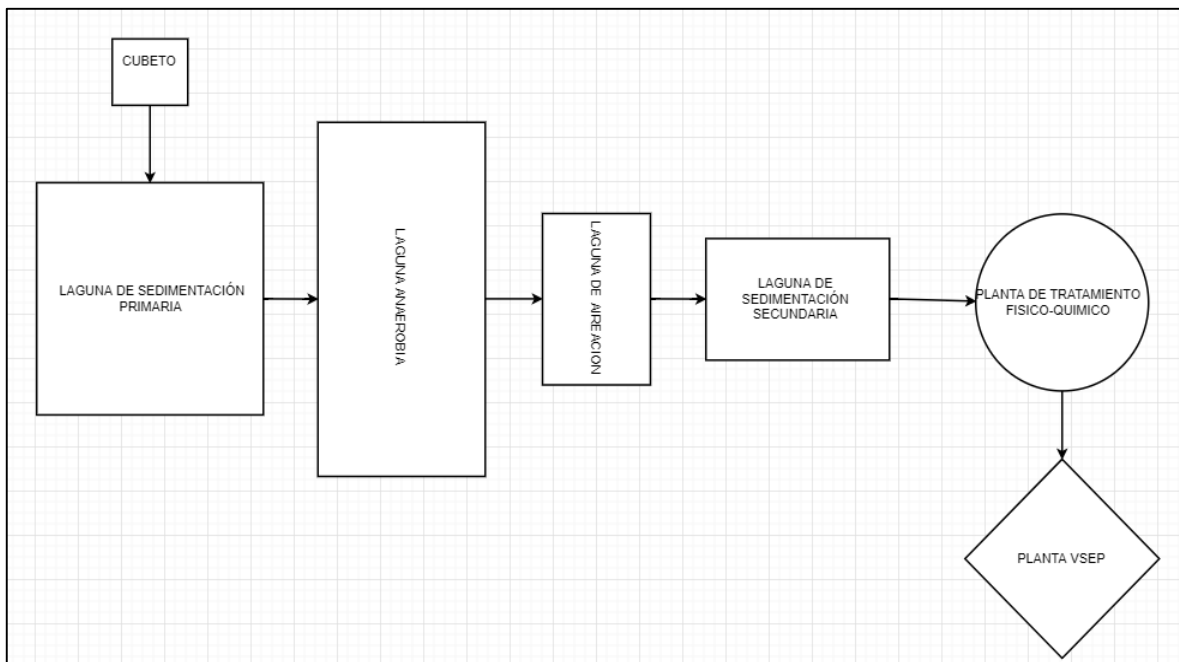 CUBETO
LAGUNA DE SEDIMENTACIÓN
PRIMARIA
LAGUNA ANAEROBIA
LAGUNA DE AIREACION
LAGUNA DE
SEDIMENTACIÓN
SECUNDARIA
PLANTA DE TRATAMIENTO
FISICO-QUIMICO
PLANTA VSEP